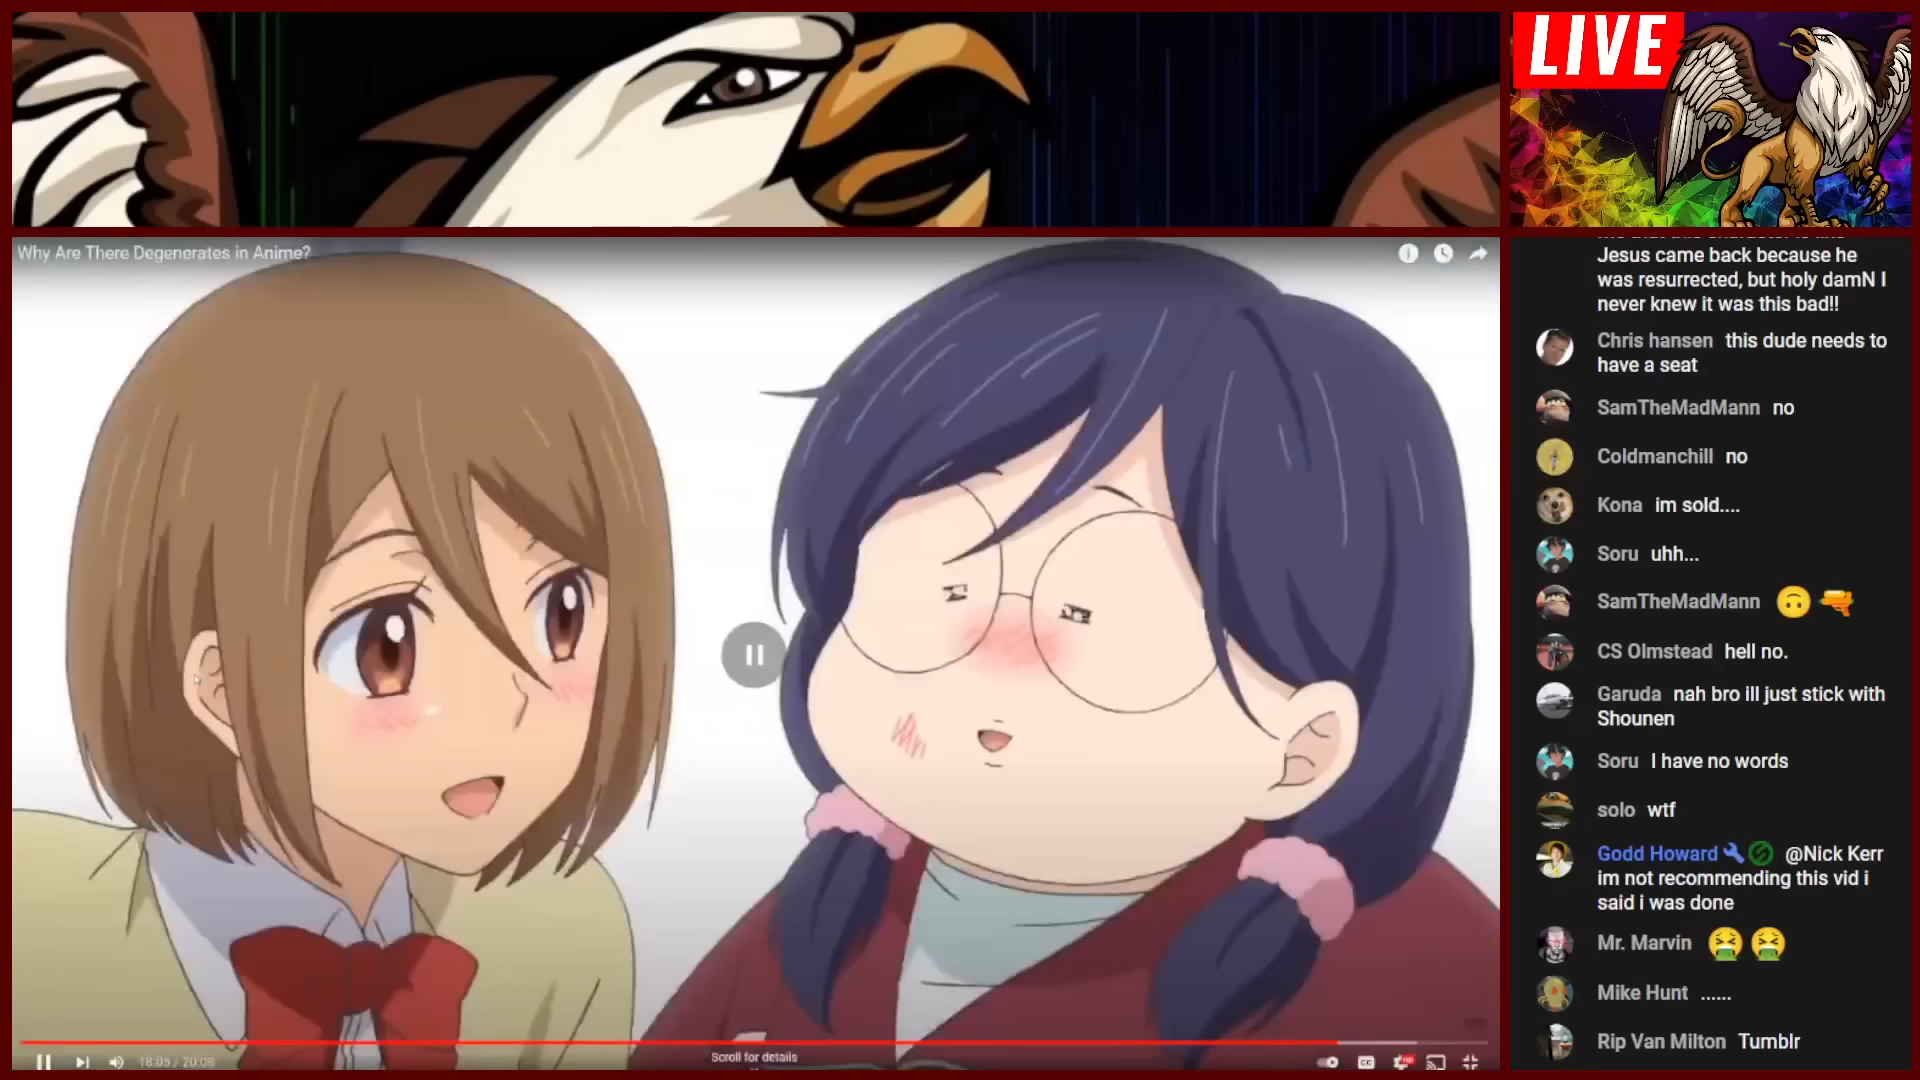 LIVE
Why Are There Degenerates in Anime?
Jesus came back because he
was resurrected, but holy damN I
never knew it was this bad!!
Chris hansen this dude needs to
have a seat
SamTheMadMann no
Coldmanchill no
Kona im sold....
Soru uhh...
SamTheMadMann
CS Olmstead hell no.
Garuda nah bro ill just stick with
Shounen
Soru I have no words
solo wtf
Godd Howard @Nick Kerr
im not recommending this vid i
said i was done
Mr. Marvin
Mike Hunt ......
Rip Van Milton Tumblr
18:05 / 20:08
Scroll for details